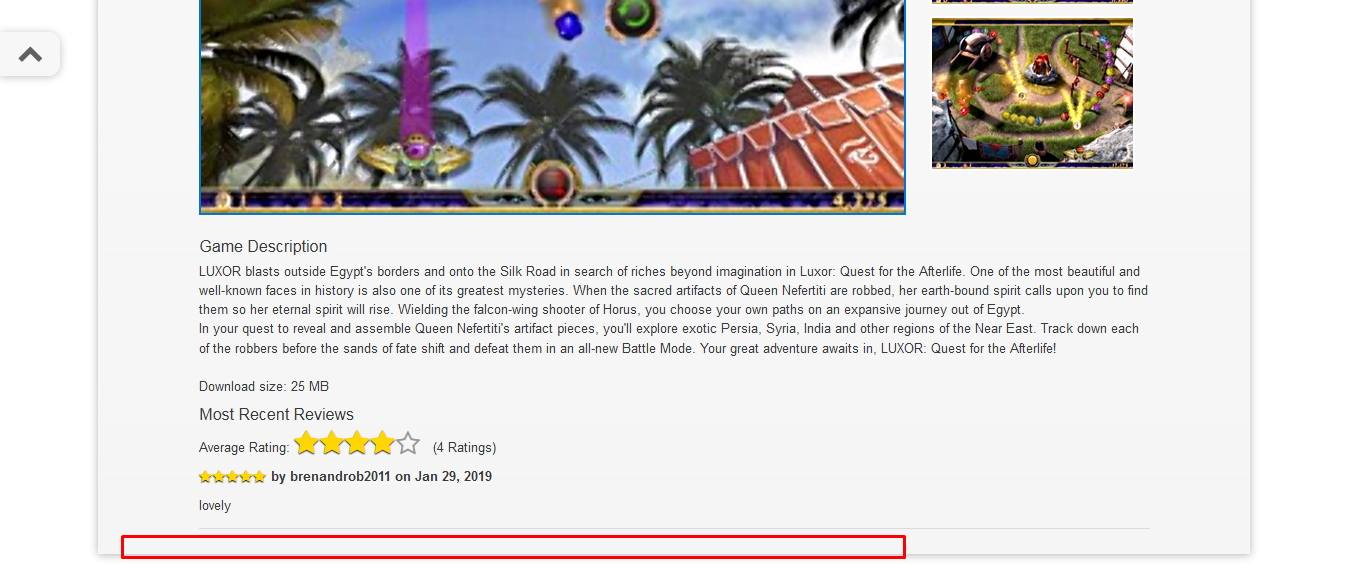 4,375
Game Description
LUXOR blasts outside Egypt's borders and onto the Silk Road in search of riches beyond imagination in Luxor: Quest for the Afterlife. One of the most beautiful and
well-known faces in history is also one of its greatest mysteries. When the sacred artifacts of Queen Nefertiti are robbed, her earth-bound spirit calls upon you to find
them so her eternal spirit will rise. Wielding the falcon-wing shooter of Horus, you choose your own paths on an expansive journey out of Egypt.
In your quest to reveal and assemble Queen Nefertiti's artifact pieces, you'll explore exotic Persia, Syria, India and other regions of the Near East. Track down each
of the robbers before the sands of fate shift and defeat them in an all-new Battle Mode. Your great adventure awaits in, LUXOR: Quest for the Afterlife!
Download size: 25 MB
Most Recent Reviews
Average Rating: (4 Ratings)
by brenandrob2011 on Jan 29, 2019
lovely